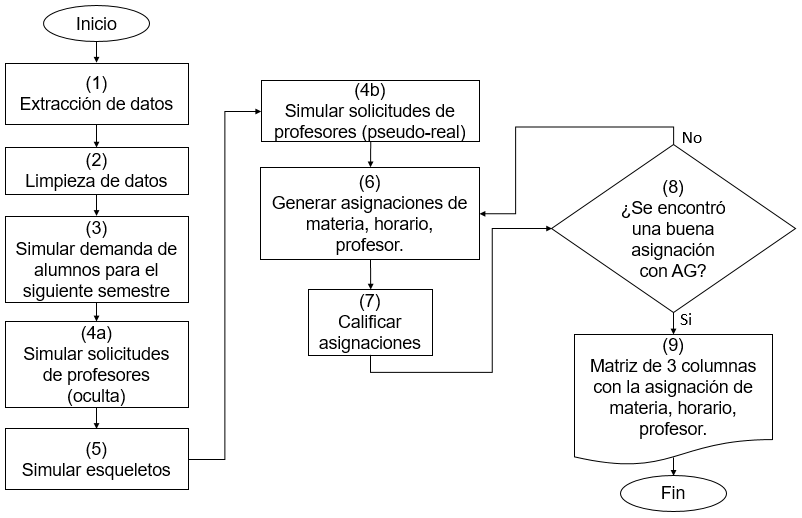 Inicio
(1)
Extracción de datos
(2)
Limpieza de datos
(3)
Simular demanda de
alumnos para el
siguiente semestre
(4a)
Simular solicitudes
de profesores
(oculta)
(5)
Simular esqueletos
(4b)
Simular solicitudes de
profesores (pseudo-real)
(6)
Generar asignaciones de
materia, horario,
profesor.
(7)
Calificar
asignaciones
No
(8)
¿Se encontró
una buena
asignación
con AG?
Si
(9)
Matriz de 3 columnas
con la asignación de
materia, horario,
profesor.
Fin